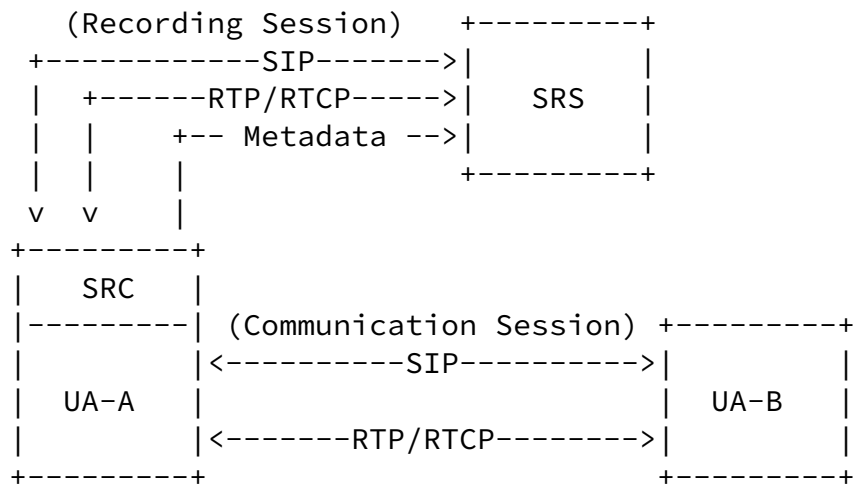 (Recording Session) +---------+
+------------SIP------->| |
| +------RTP/RTCP----->| SRS |
| | +-- Metadata -->| |
| | | +---------+
v v |
+---------+
| SRC |
|---------| (Communication Session) +---------+
| |<----------SIP---------->| |
| UA-A | | UA-B |
| |<-------RTP/RTCP-------->| |
+---------+ +---------+